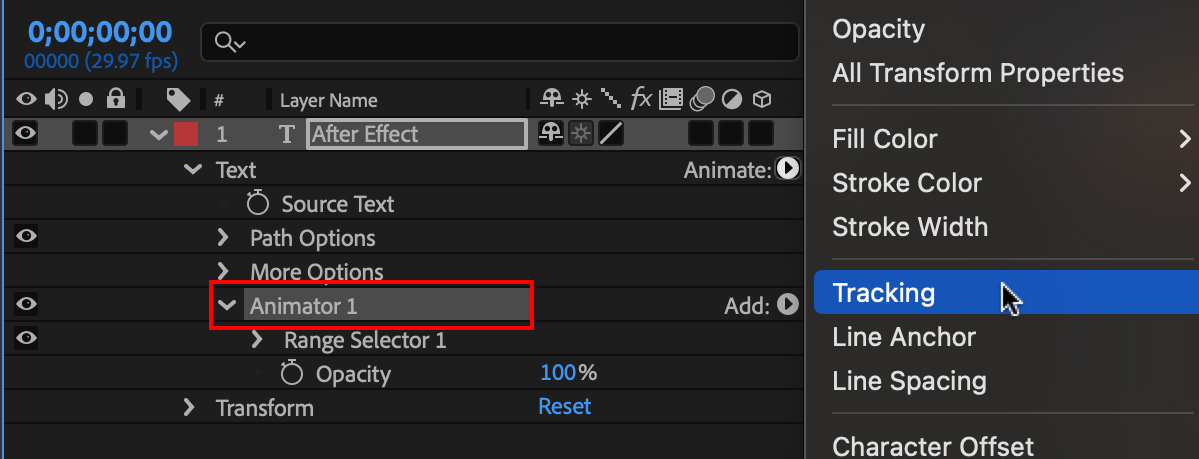 0;00;00;00
00000 (29.97 fps)
# Layer Name fx
1 T After Effect
Text Animate:
Source Text
Path Options
More Options
Animator 1 Add:
Range Selector 1
Opacity 100%
Transform Reset
Opacity
All Transform Properties
Fill Color
Stroke Color
Stroke Width
Tracking
Line Anchor
Line Spacing
Character Offset